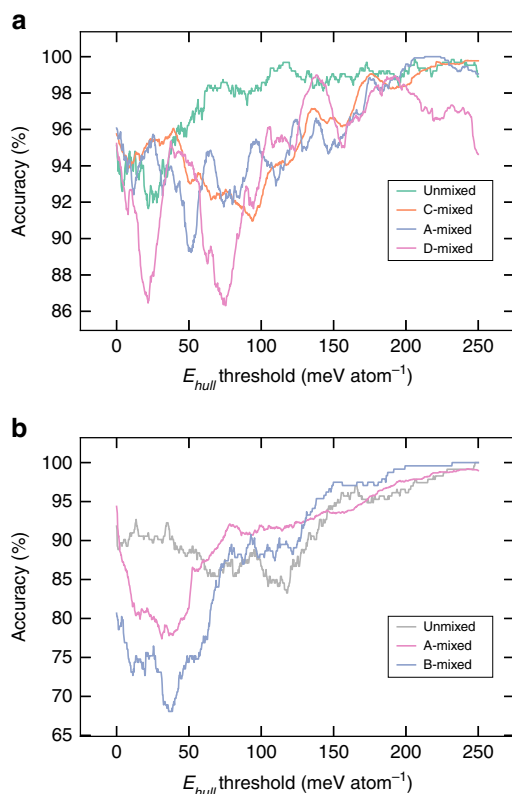 a
100
98
96
94
92
90
88
86
Accuracy (%)
Unmixed
C-mixed
A-mixed
D-mixed
0 50 100 150 200 250
E_hull threshold (meV atom⁻¹)
b
100
95
90
85
80
75
70
65
Accuracy (%)
Unmixed
A-mixed
B-mixed
0 50 100 150 200 250
E_hull threshold (meV atom⁻¹)